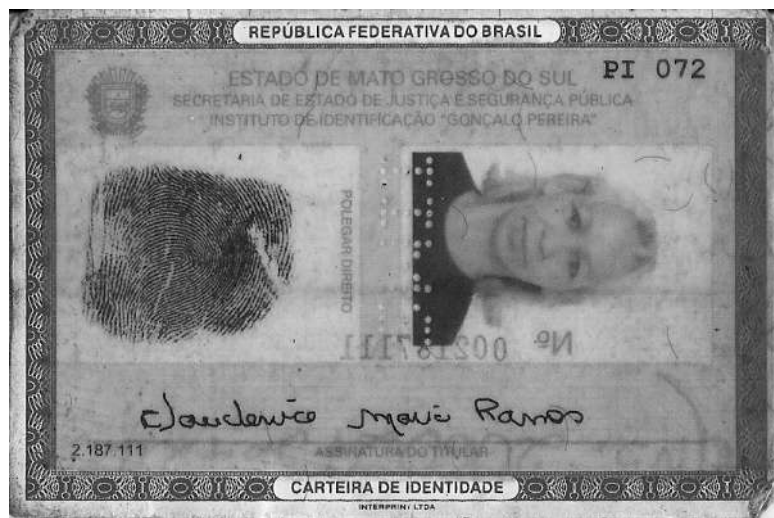 REPÚBLICA FEDERATIVA DO BRASIL
PI 072
ESTADO DE MATO GROSSO DO SUL
SECRETARIA DE ESTADO DE JUSTIÇA E SEGURANÇA PÚBLICA
INSTITUTO DE IDENTIFICAÇÃO "GONÇALO PEREIRA"
POLEGAR DIREITO
Nº 002187111
Maria Ramos
2.187.111
ASSINATURA DO TITULAR
CARTEIRA DE IDENTIDADE
INTERPRINT LTDA